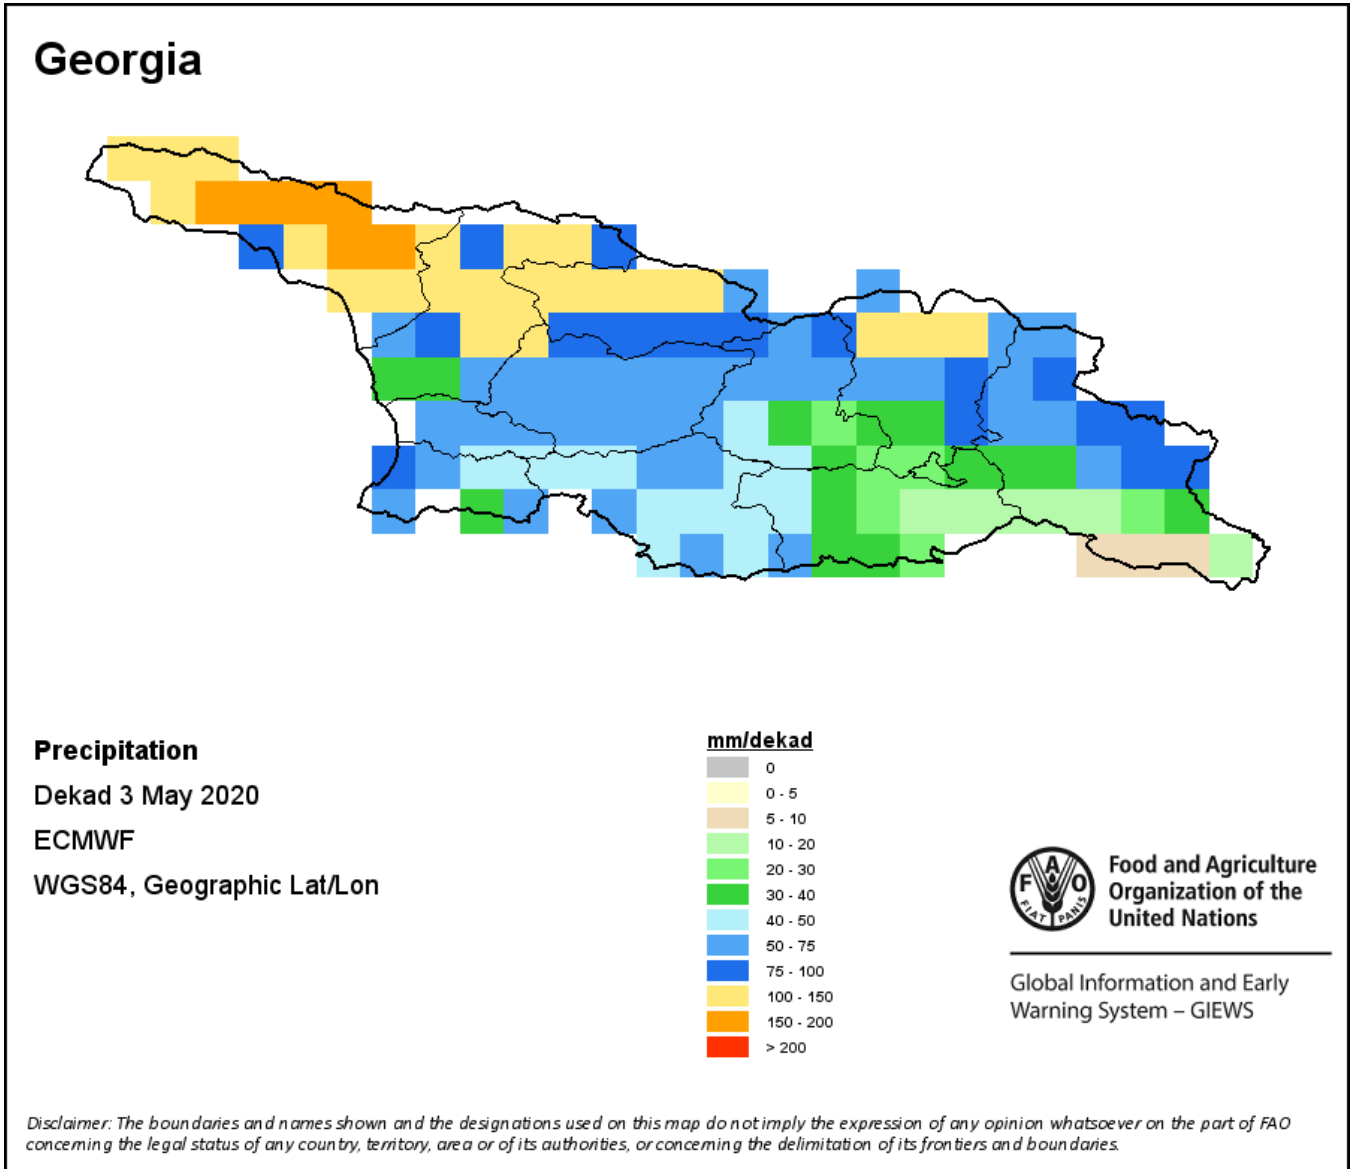 Georgia
Precipitation
Dekad 3 May 2020
ECMWF
WGS84, Geographic Lat/Lon
mm/dekad
0
0 - 5
5 - 10
10 - 20
20 - 30
30 - 40
40 - 50
50 - 75
75 - 100
100 - 150
150 - 200
> 200
F A O
FIAT PANIS
Food and Agriculture
Organization of the
United Nations
Global Information and Early
Warning System – GIEWS
Disclaimer: The boundaries and names shown and the designations used on this map do not imply the expression of any opinion whatsoever on the part of FAO
concerning the legal status of any country, territory, area or of its authorities, or concerning the delimitation of its frontiers and boundaries.